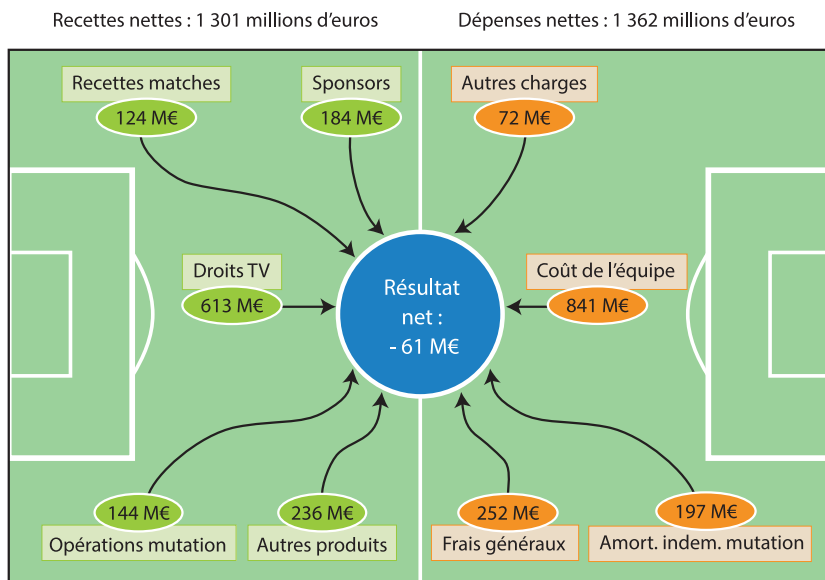 Recettes nettes : 1 301 millions d'euros
Dépenses nettes : 1 362 millions d'euros
Recettes matches
124 M€
Sponsors
184 M€
Autres charges
72 M€
Droits TV
613 M€
Résultat
net :
- 61 M€
Coût de l'équipe
841 M€
144 M€
Opérations mutation
236 M€
Autres produits
252 M€
Frais généraux
197 M€
Amort. indem. mutation